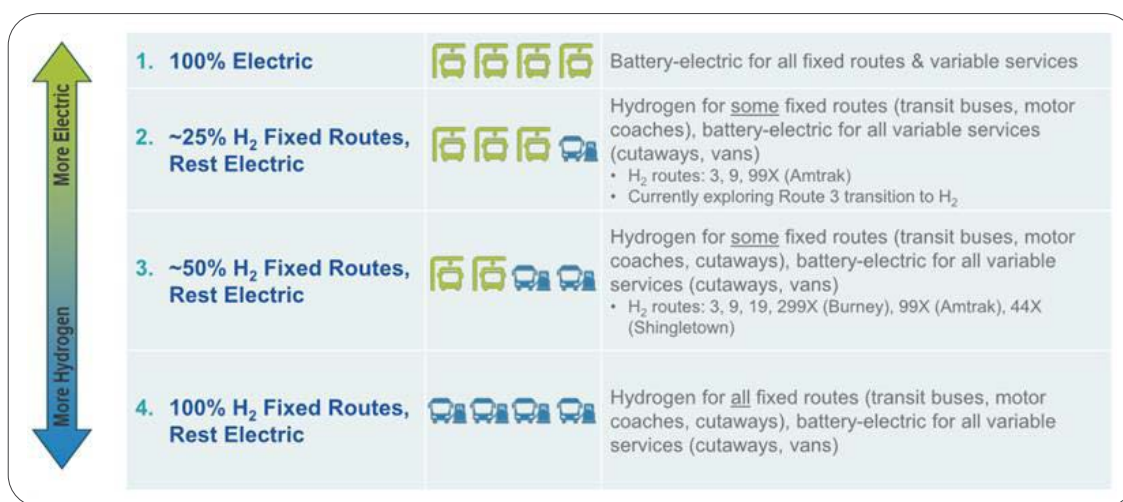 More Electric
More Hydrogen
1. 100% Electric
Battery-electric for all fixed routes & variable services
2. ~25% H₂ Fixed Routes,
Rest Electric
Hydrogen for some fixed routes (transit buses, motor
coaches), battery-electric for all variable services
(cutaways, vans)
• H₂ routes: 3, 9, 99X (Amtrak)
• Currently exploring Route 3 transition to H₂
3. ~50% H₂ Fixed Routes,
Rest Electric
Hydrogen for some fixed routes (transit buses, motor
coaches, cutaways), battery-electric for all variable
services (cutaways, vans)
• H₂ routes: 3, 9, 19, 299X (Burney), 99X (Amtrak), 44X
(Shingletown)
4. 100% H₂ Fixed Routes,
Rest Electric
Hydrogen for all fixed routes (transit buses, motor
coaches, cutaways), battery-electric for all variable
services (cutaways, vans)